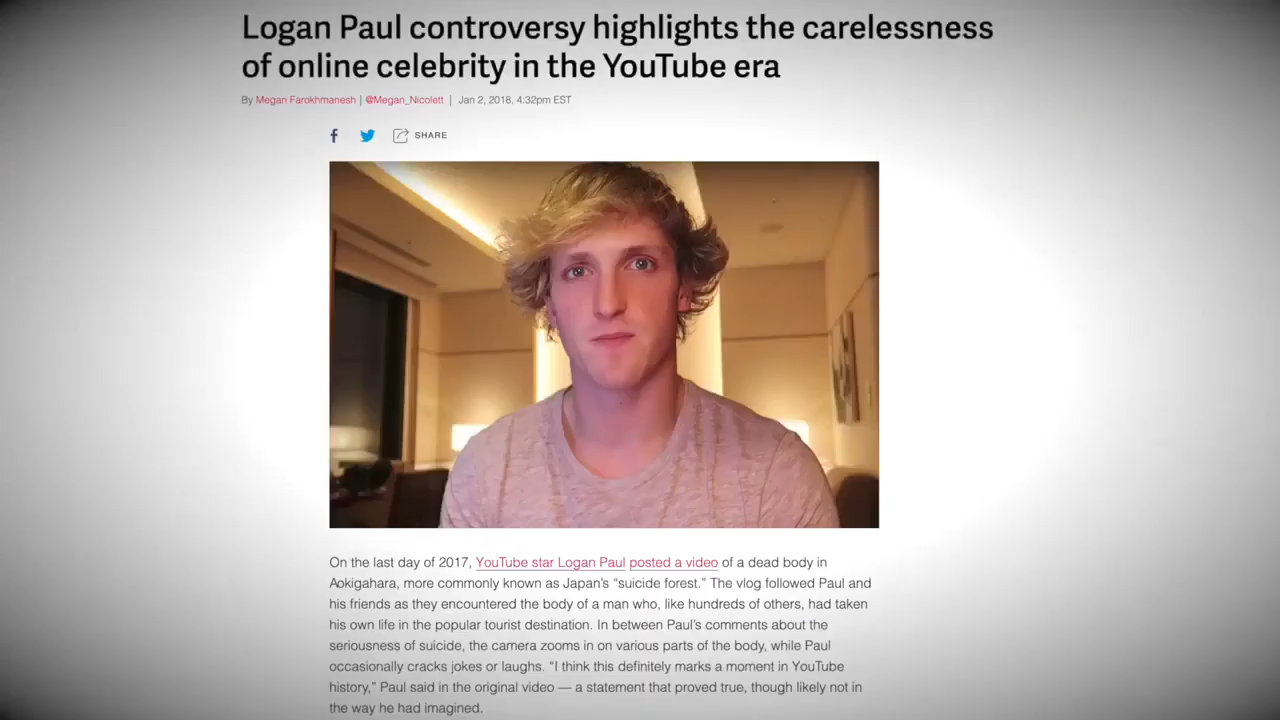 Logan Paul controversy highlights the carelessness
of online celebrity in the YouTube era
By Megan Farokhmanesh | @Megan_Nicolett | Jan 2, 2018, 4:32pm EST
SHARE
On the last day of 2017, YouTube star Logan Paul posted a video of a dead body in
Aokigahara, more commonly known as Japan's “suicide forest.” The vlog followed Paul and
his friends as they encountered the body of a man who, like hundreds of others, had taken
his own life in the popular tourist destination. In between Paul's comments about the
seriousness of suicide, the camera zooms in on various parts of the body, while Paul
occasionally cracks jokes or laughs. “I think this definitely marks a moment in YouTube
history,” Paul said in the original video — a statement that proved true, though likely not in
the way he had imagined.